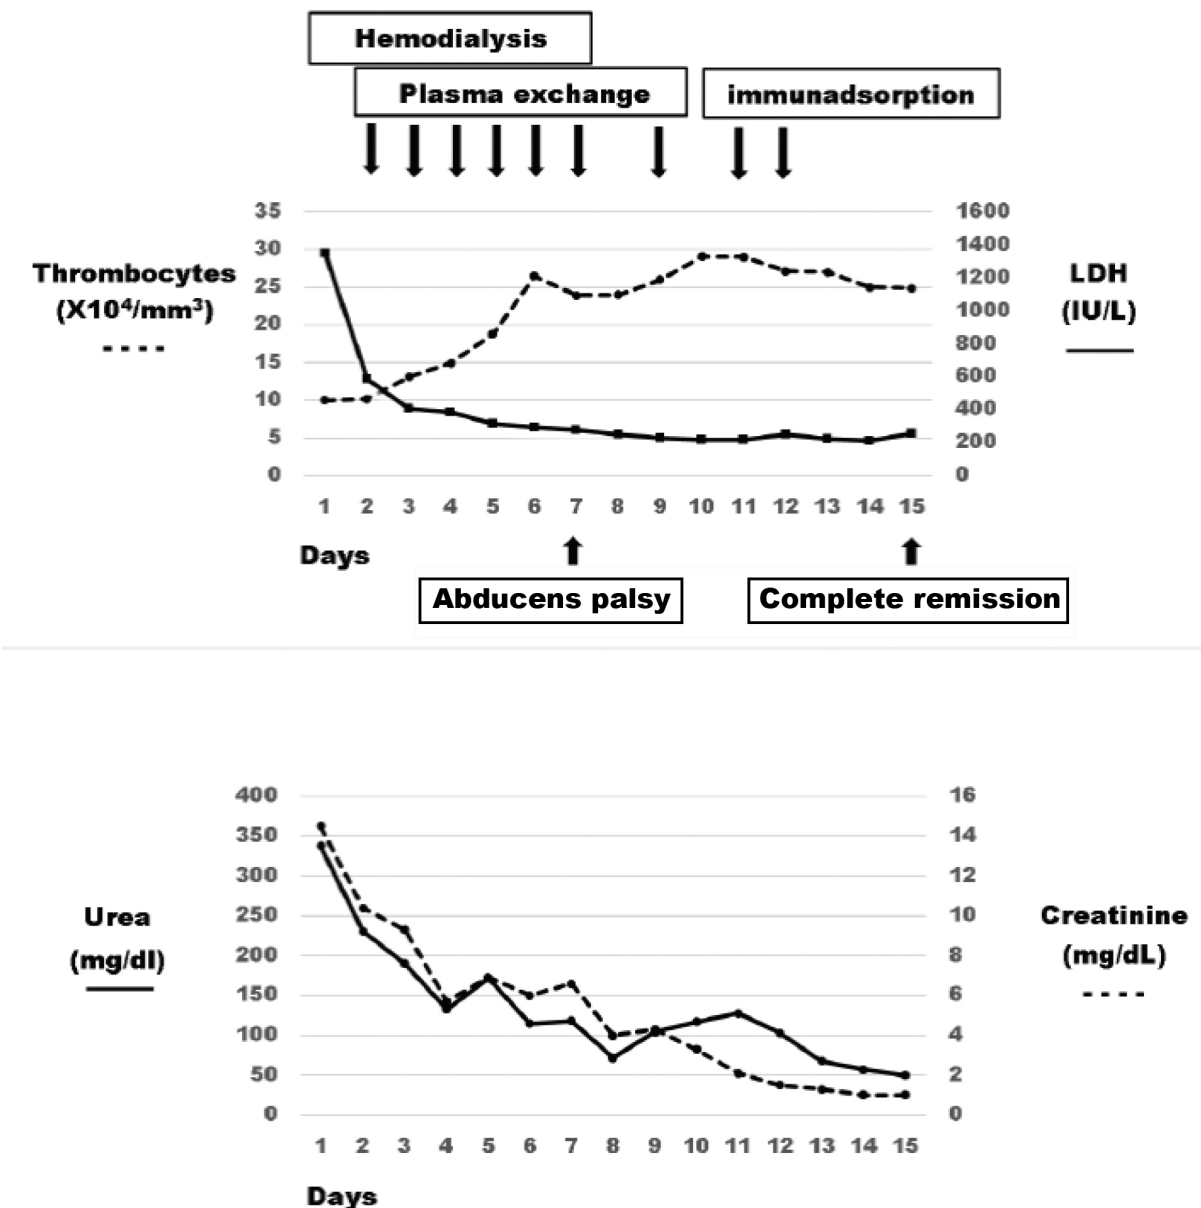 Hemodialysis
Plasma exchange
immunadsorption
35
30
25
20
15
10
5
0
Thrombocytes
(X10⁴/mm³)
1600
1400
1200
1000
800
600
400
200
0
LDH
(IU/L)
1 2 3 4 5 6 7 8 9 10 11 12 13 14 15
Days
Abducens palsy
Complete remission
400
350
300
250
200
150
100
50
0
Urea
(mg/dl)
16
14
12
10
8
6
4
2
0
Creatinine
(mg/dL)
1 2 3 4 5 6 7 8 9 10 11 12 13 14 15
Days